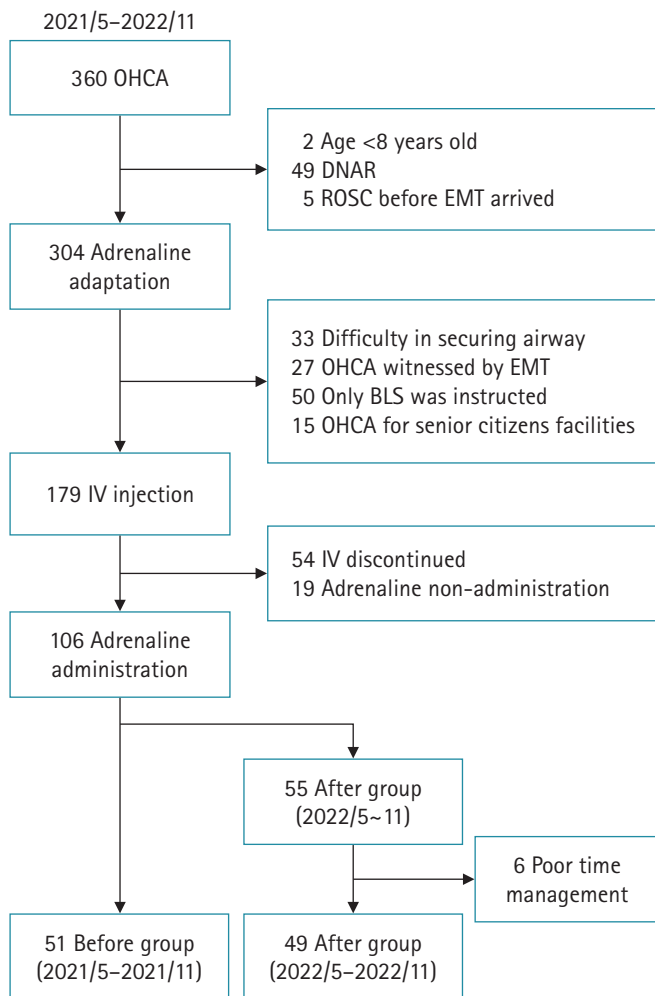 2021/5–2022/11
360 OHCA
2 Age <8 years old
49 DNAR
5 ROSC before EMT arrived
304 Adrenaline
adaptation
33 Difficulty in securing airway
27 OHCA witnessed by EMT
50 Only BLS was instructed
15 OHCA for senior citizens facilities
179 IV injection
54 IV discontinued
19 Adrenaline non-administration
106 Adrenaline
administration
55 After group
(2022/5~11)
6 Poor time
management
51 Before group
(2021/5–2021/11)
49 After group
(2022/5–2022/11)